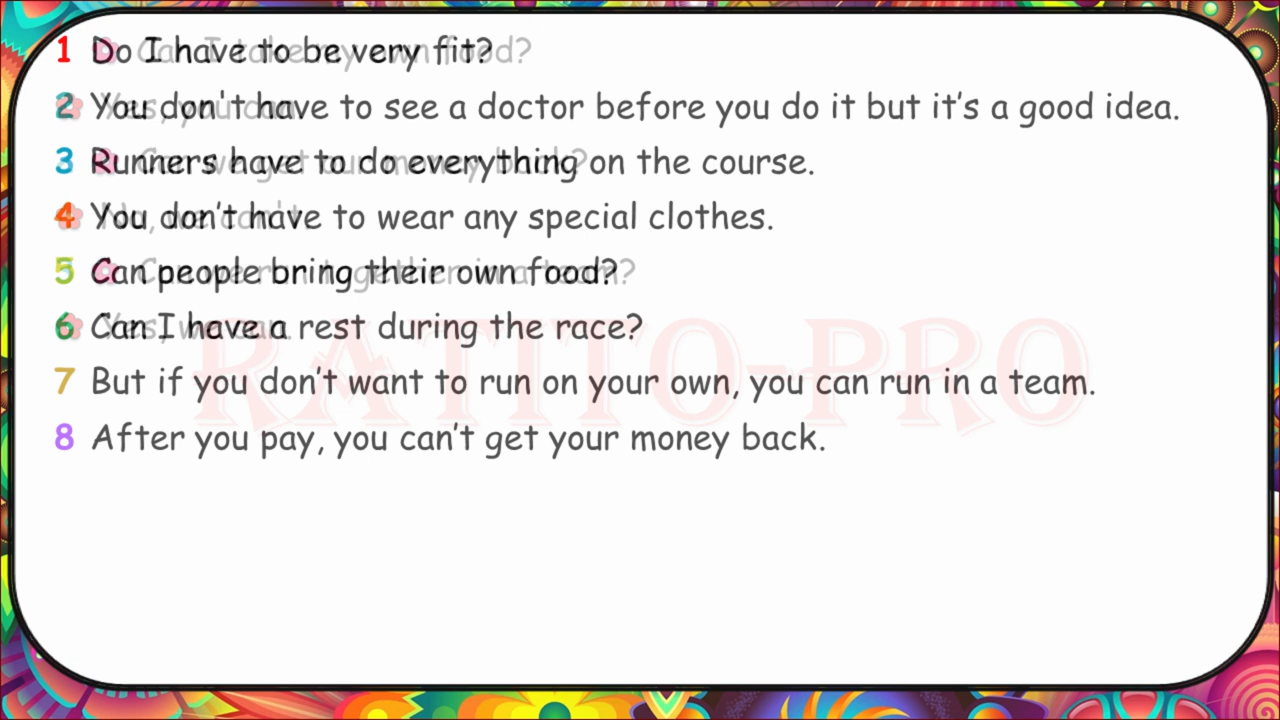 1 Do I have to be very fit?
2 You don't have to see a doctor before you do it but it's a good idea.
3 Runners have to do everything on the course.
4 You don't have to wear any special clothes.
5 Can people bring their own food?
6 Can I have a rest during the race?
7 But if you don't want to run on your own, you can run in a team.
8 After you pay, you can't get your money back.
RATITO-PRO